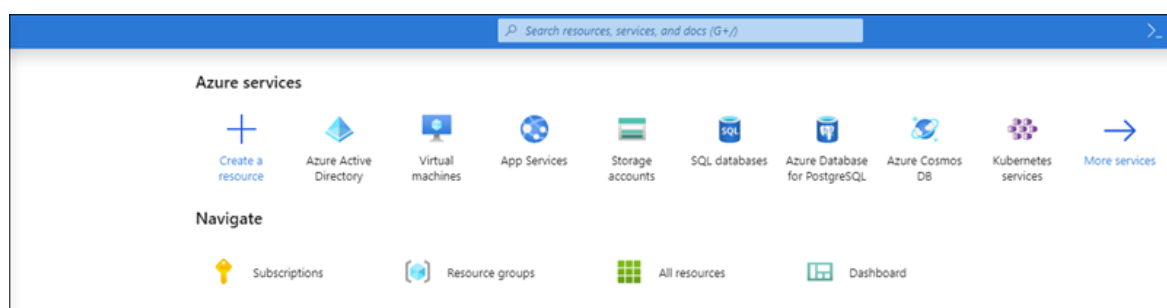 Search resources, services, and docs (G+/)
Azure services
Create a resource
Azure Active Directory
Virtual machines
App Services
Storage accounts
SQL
SQL databases
Azure Database for PostgreSQL
Azure Cosmos DB
Kubernetes services
More services
Navigate
Subscriptions
Resource groups
All resources
Dashboard